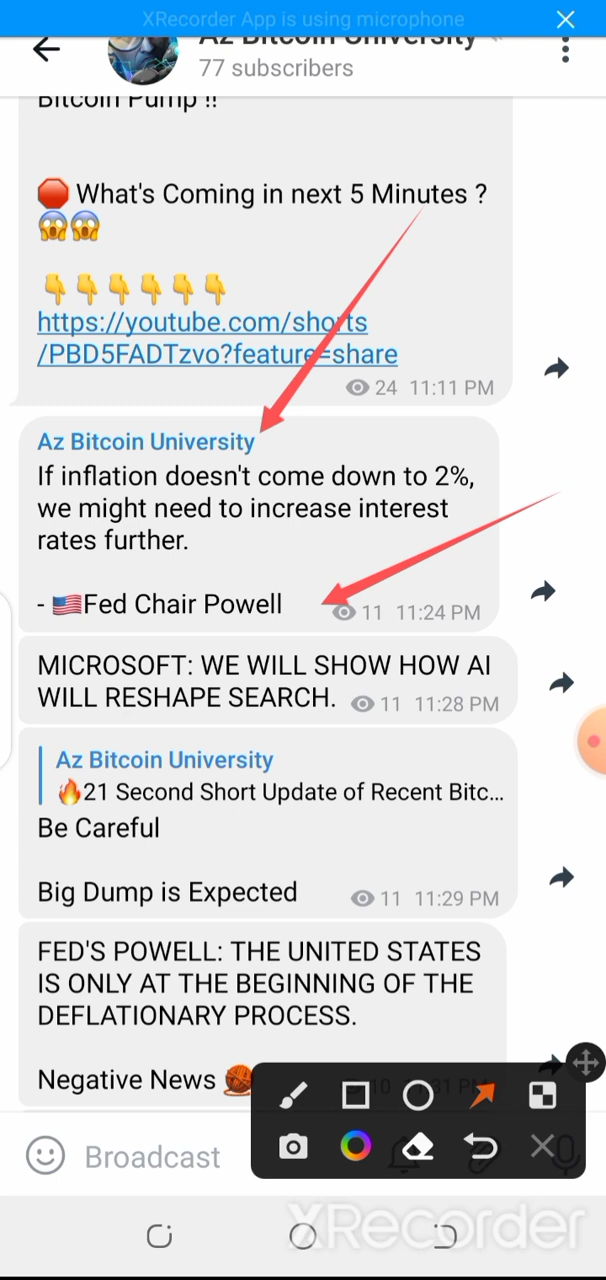 XRecorder App is using microphone
Az Bitcoin University
77 subscribers
Bitcoin Pump !!
What's Coming in next 5 Minutes ?
https://youtube.com/shorts
/PBD5FADTzvo?feature=share
24 11:11 PM
Az Bitcoin University
If inflation doesn't come down to 2%,
we might need to increase interest
rates further.
- 🇺🇸Fed Chair Powell
11 11:24 PM
MICROSOFT: WE WILL SHOW HOW AI
WILL RESHAPE SEARCH.
11 11:28 PM
Az Bitcoin University
🔥21 Second Short Update of Recent Bitc...
Be Careful
Big Dump is Expected
11 11:29 PM
FED'S POWELL: THE UNITED STATES
IS ONLY AT THE BEGINNING OF THE
DEFLATIONARY PROCESS.
Negative News
Broadcast
XRecorder